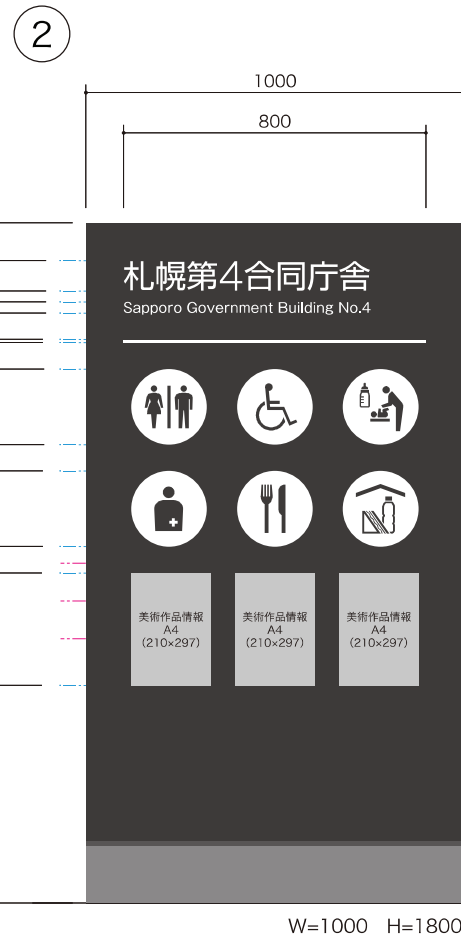 2
1000
800
札幌第4合同庁舎
Sapporo Government Building No.4
美術作品情報
A4
(210×297)
美術作品情報
A4
(210×297)
美術作品情報
A4
(210×297)
W=1000 H=1800